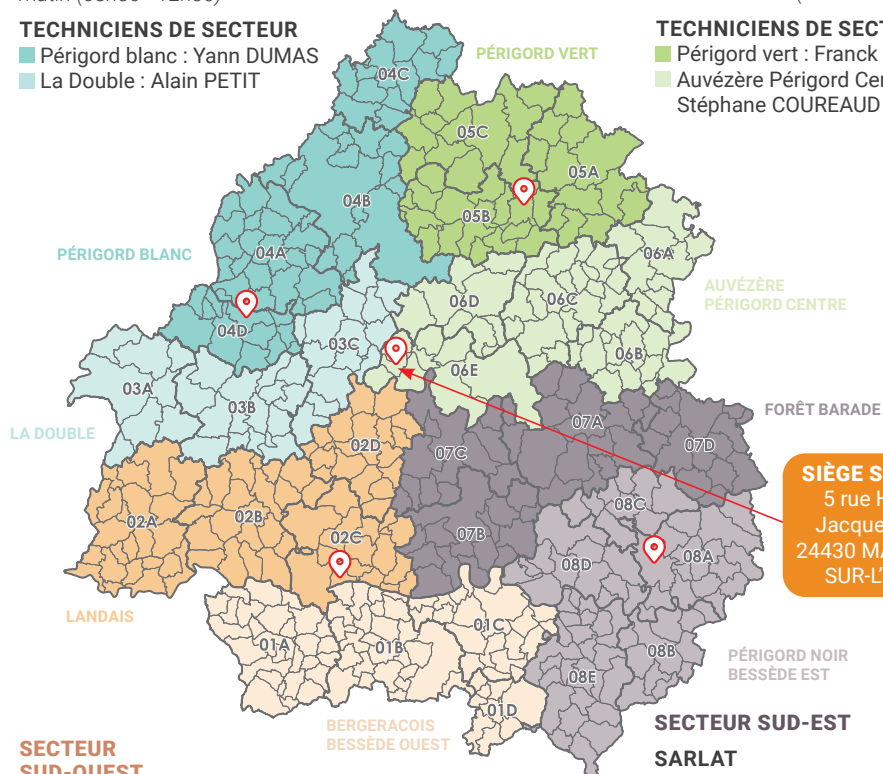 TECHNICIENS DE SECTEUR
Périgord blanc : Yann DUMAS
La Double : Alain PETIT
TECHNICIENS DE
Périgord vert : Franck
Auvézère Périgord
Stéphane COUREAUD
PÉRIGORD VERT
04C
05C
05A
04B
05B
04A
06A
PÉRIGORD BLANC
AUVÉZÈRE
PÉRIGORD CENTRE
06D
06C
04D
03C
06B
06E
03A
03B
FORÊT BARADE
07A
LA DOUBLE
02D
07C
07D
SIÈGE
5 rue
02A
02B
08C
Jacque
24430
SUR-L'
02C
07B
08A
08D
LANDAIS
01A
01B
01C
08B
PÉRIGORD NOIR
BESSÈDE EST
08E
01D
BERGERACOIS
BESSÈDE OUEST
SECTEUR SUD-EST
SARLAT
SECTEUR
SUD-OUEST